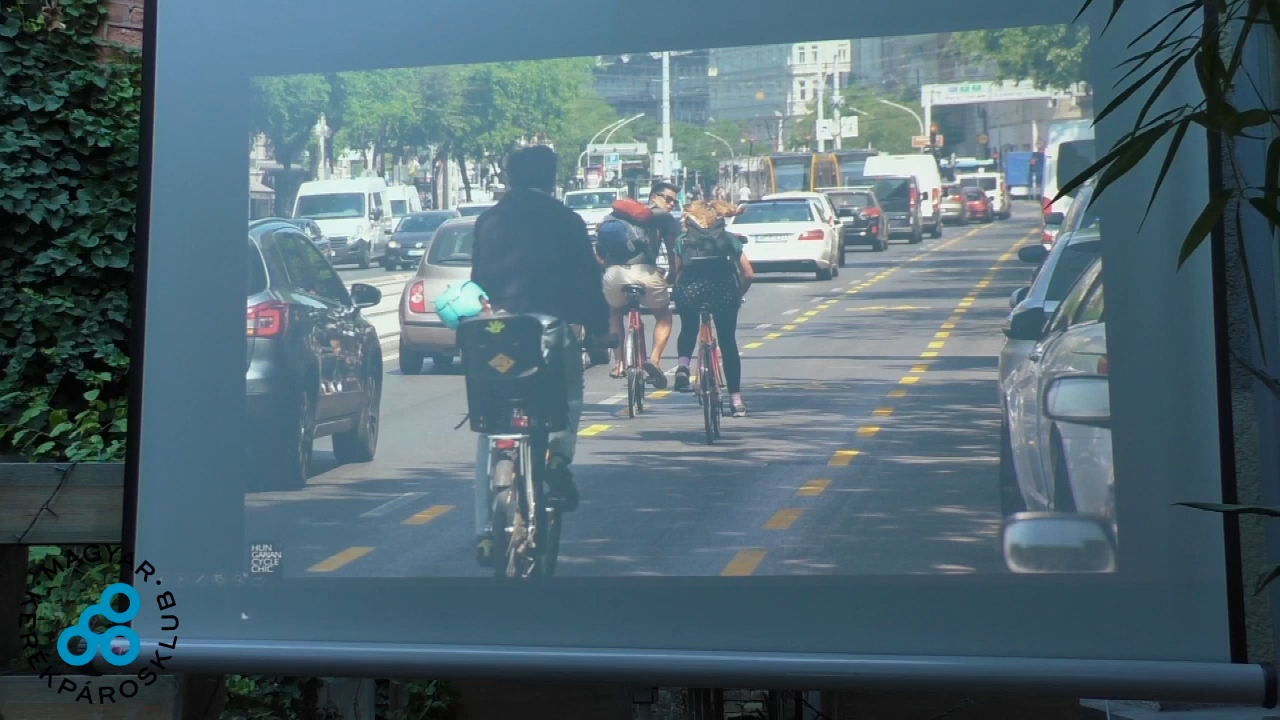 HUN
GARIAN
CYCLE
CHIC
MAGYAR
KERÉKPÁROSKLUB